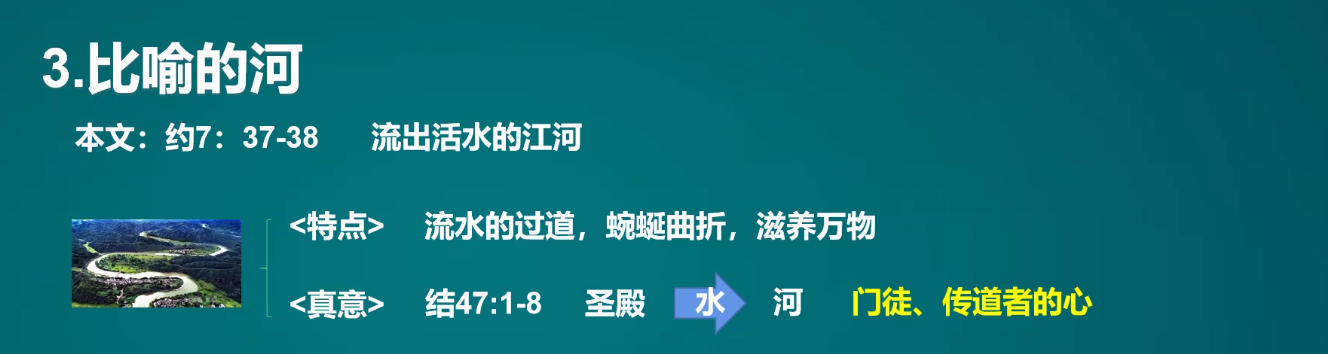 3.比喻的河
本文：约7：37-38 流出活水的江河
<特点> 流水的过道，蜿蜒曲折，滋养万物
<真意> 结47:1-8 圣殿 水 河 门徒、传道者的心